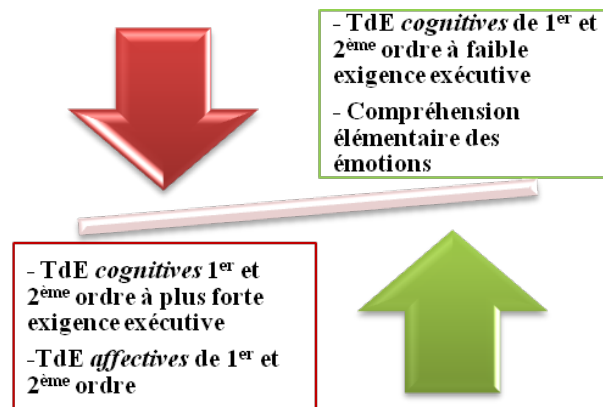 - TdE cognitives de 1er et
2ème ordre à faible
exigence exécutive
- Compréhension
élémentaire des
émotions
- TdE cognitives 1er et
2ème ordre à plus forte
exigence exécutive
-TdE affectives de 1er et
2ème ordre